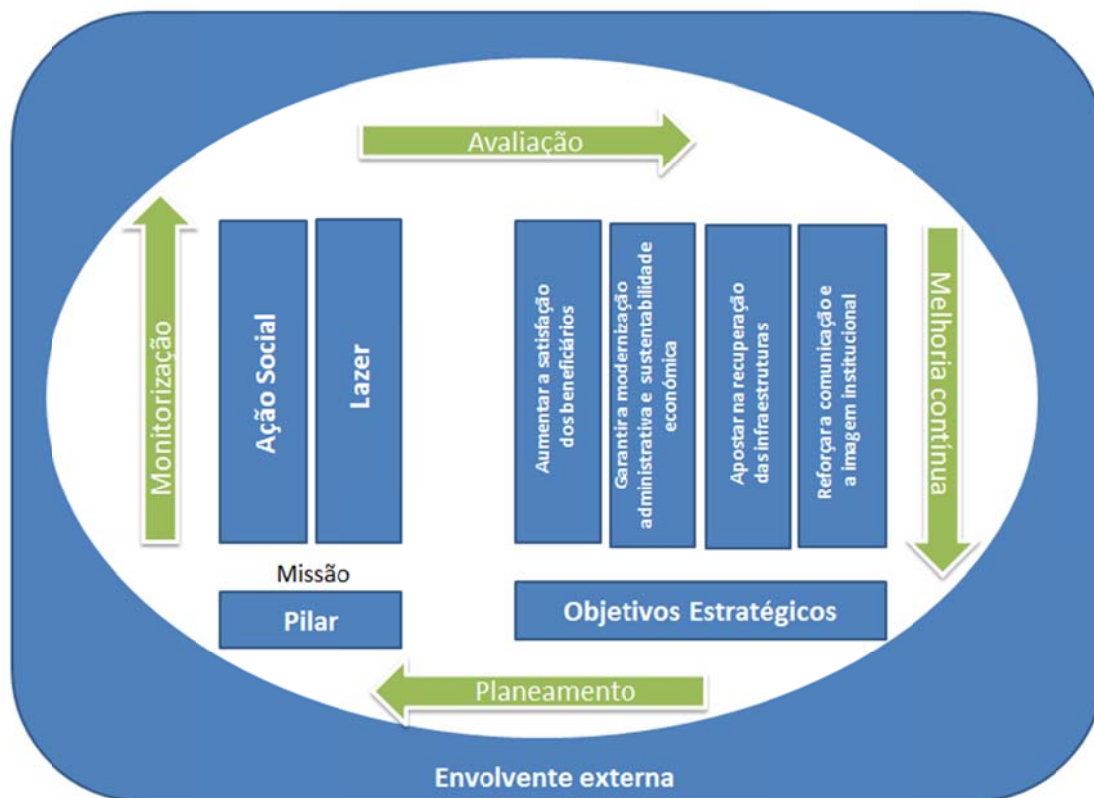 Avaliação
Monitorização
Ação Social
Lazer
Aumentar a satisfação
dos beneficiários
Garantir a modernização
administrativa e sustentabilidade
económica
Apostar na recuperação
das infraestruturas
Reforçar a comunicação e
a imagem institucional
Melhoria contínua
Missão
Pilar
Objetivos Estratégicos
Planeamento
Envolvente externa